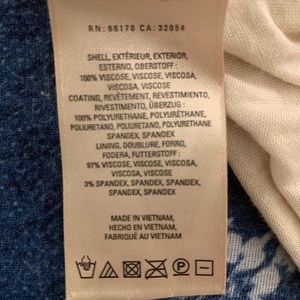 RN: 65170 CA: 32054
SHELL, EXTÉRIEUR, EXTERIOR,
ESTERNO, OBERSTOFF:
100% VISCOSE, VISCOSE, VISCOSA,
VISCOSA, VISCOSE
COATING, REVÊTEMENT, REVESTIMIENTO,
RIVESTIMENTO, ÜBERZUG:
100% POLYURETHANE, POLYURÉTHANE,
POLIURETANO, POLIURETANO, POLYURETHANE
SPANDEX, SPANDEX
LINING, DOUBLURE, FORRO,
FODERA, FUTTERSTOFF:
97% VISCOSE, VISCOSE, VISCOSA,
VISCOSA, VISCOSE
3% SPANDEX, SPANDEX, SPANDEX,
SPANDEX, SPANDEX
MADE IN VIETNAM,
HECHO EN VIETNAM,
FABRIQUÉ AU VIETNAM
P